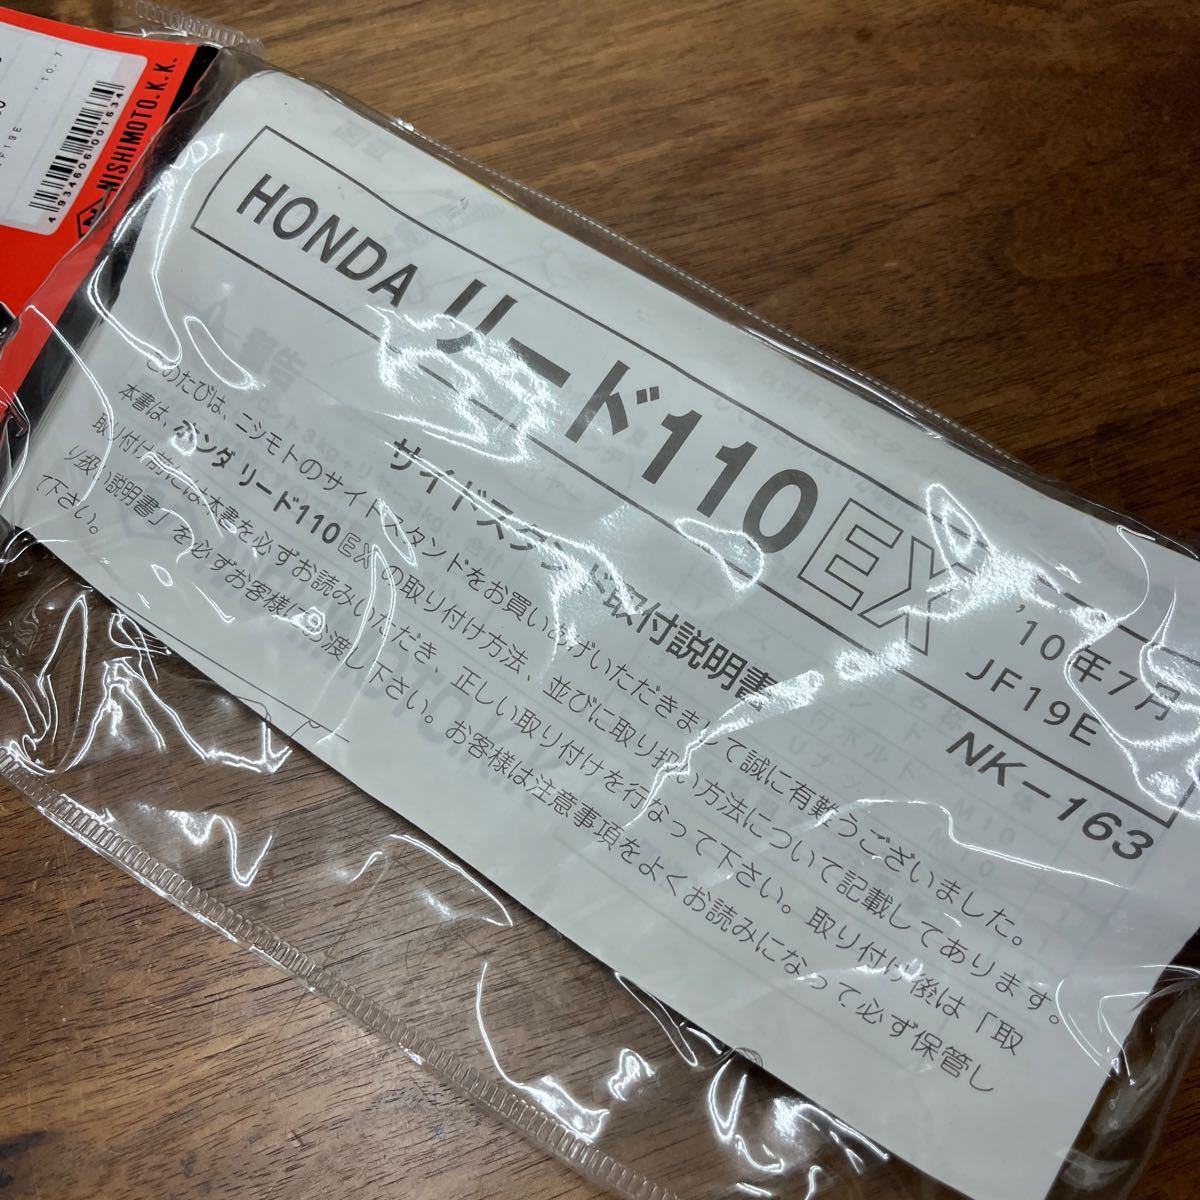 '10.7
F19E
4934606001634
NISHIMOTO.K.K.
HONDA リード110 EX
'10年7月
JF19E
サイドスタンド取付説明書
NK-163
このたびは、ニシモトのサイドスタンドをお買いあげいただきまして誠に有難うございました。
本書は、ホンダ リード110EXの取り付け方法、並びに取り扱い方法について記載してあります。
取り付け前には本書を必ずお読みいただき、正しい取り付けを行なって下さい。取り付け後は「取
り扱い説明書」を必ずお客様にお渡し下さい。お客様は注意事項をよくお読みになって必ず保管し
下さい。